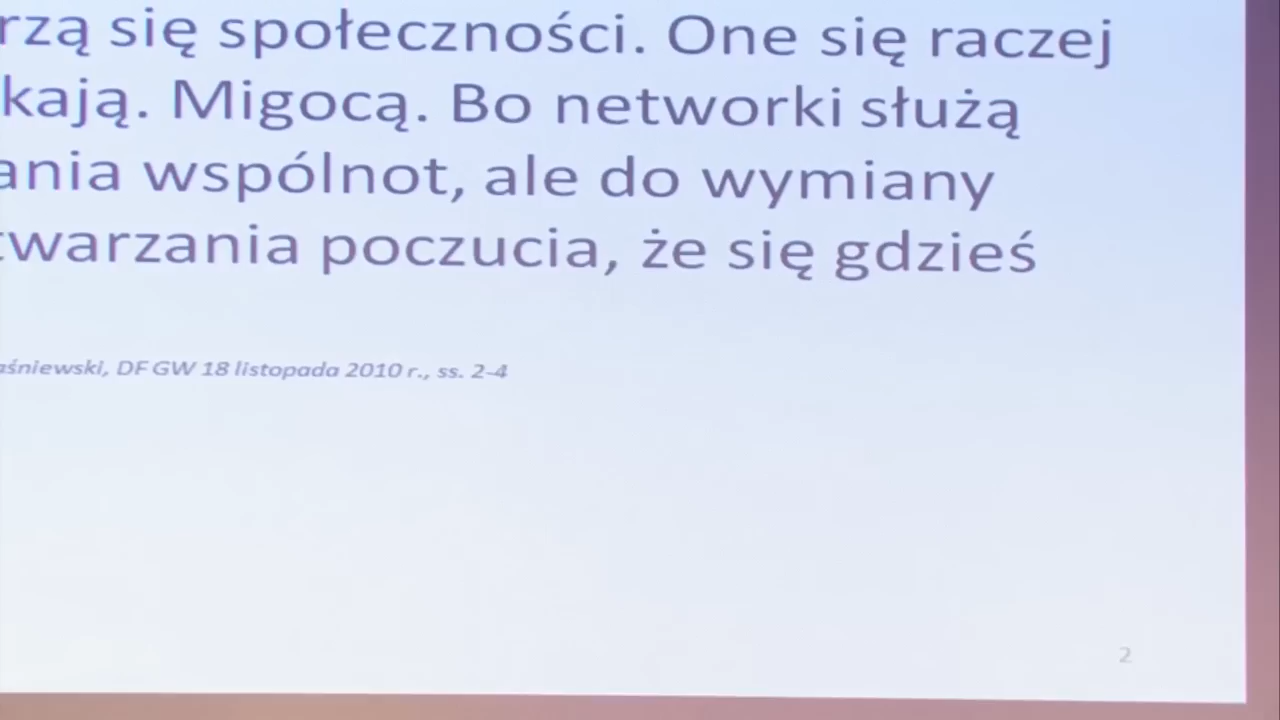 rzą się społeczności. One się raczej
kają. Migocą. Bo networki służą
ania wspólnot, ale do wymiany
twarzania poczucia, że się gdzieś
aśniewski, DF GW 18 listopada 2010 r., ss. 2-4
2